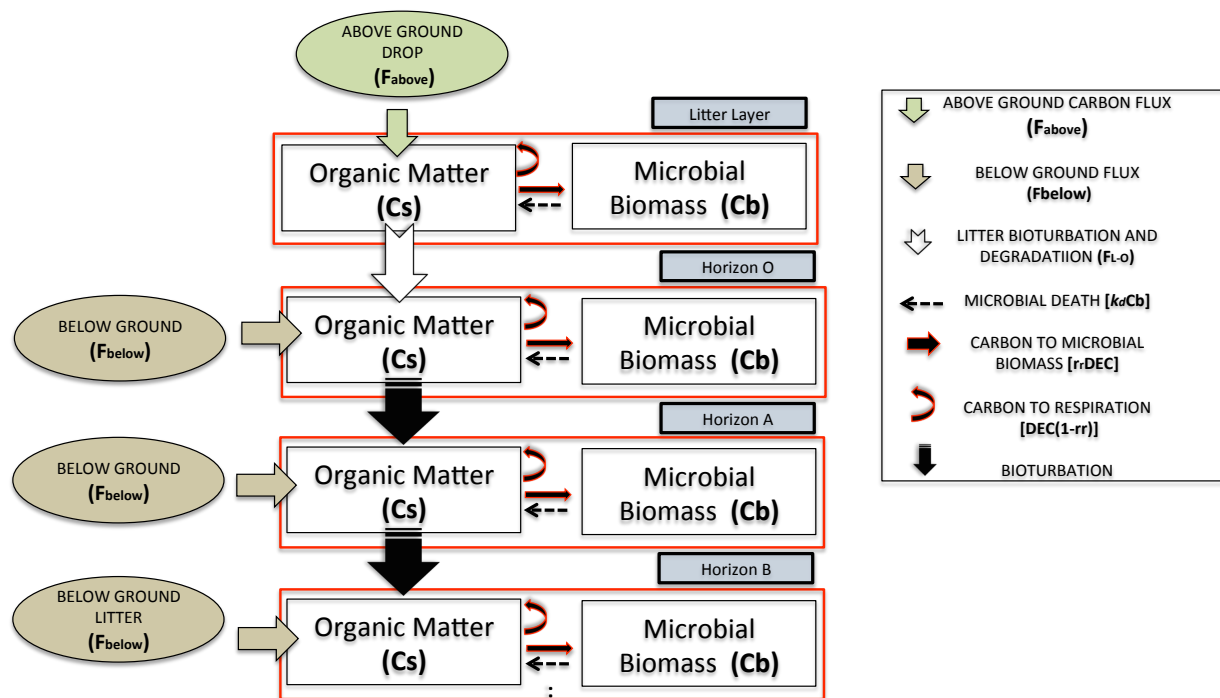 ABOVE GROUND
DROP
(Fabove)
Litter Layer
Organic Matter
(Cs)
Microbial
Biomass (Cb)
Horizon O
BELOW GROUND
(Fbelow)
Organic Matter
(Cs)
Microbial
Biomass (Cb)
Horizon A
BELOW GROUND
(Fbelow)
Organic Matter
(Cs)
Microbial
Biomass (Cb)
Horizon B
BELOW GROUND
LITTER
(Fbelow)
Organic Matter
(Cs)
Microbial
Biomass (Cb)
⋮
ABOVE GROUND CARBON FLUX
(Fabove)
BELOW GROUND FLUX
(Fbelow)
LITTER BIOTURBATION AND
DEGRADATIION (FL-O)
MICROBIAL DEATH [kdCb]
CARBON TO MICROBIAL
BIOMASS [rrDEC]
CARBON TO RESPIRATION
[DEC(1-rr)]
BIOTURBATION